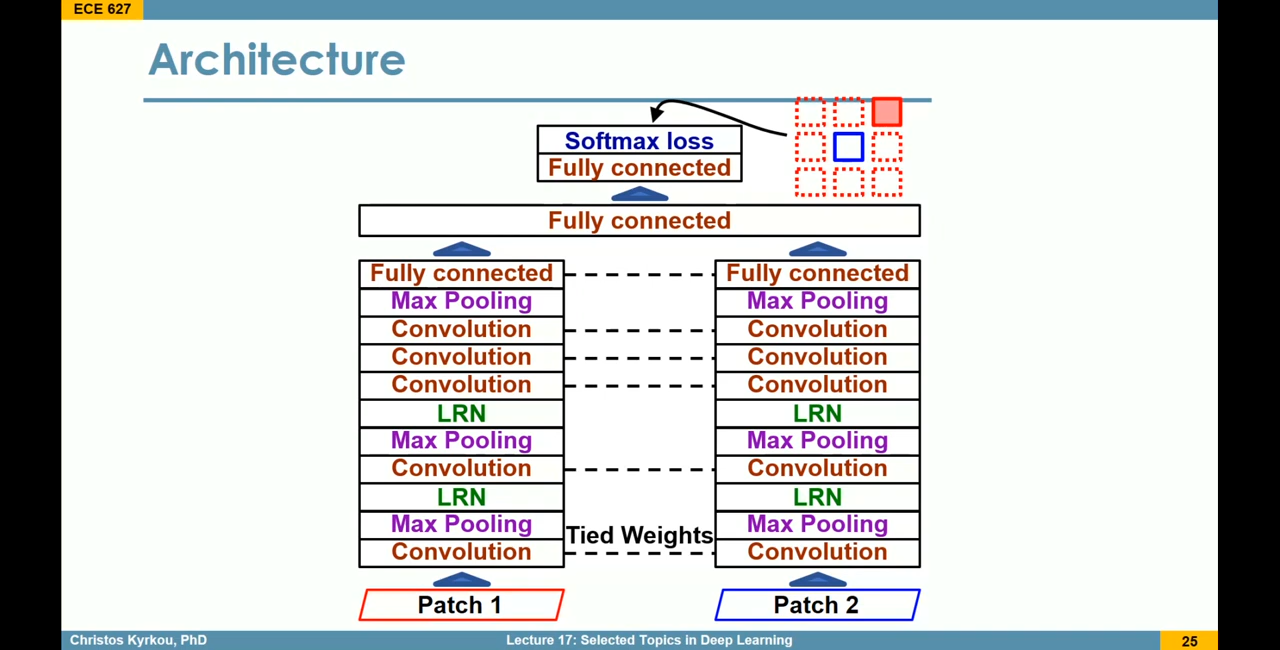 ECE 627
Architecture
Softmax loss
Fully connected
Fully connected
Fully connected Fully connected
Max Pooling Max Pooling
Convolution Convolution
Convolution Convolution
Convolution Convolution
LRN LRN
Max Pooling Max Pooling
Convolution Convolution
LRN LRN
Max Pooling Tied Weights Max Pooling
Convolution Convolution
Patch 1 Patch 2
Christos Kyrkou, PhD Lecture 17: Selected Topics in Deep Learning 25